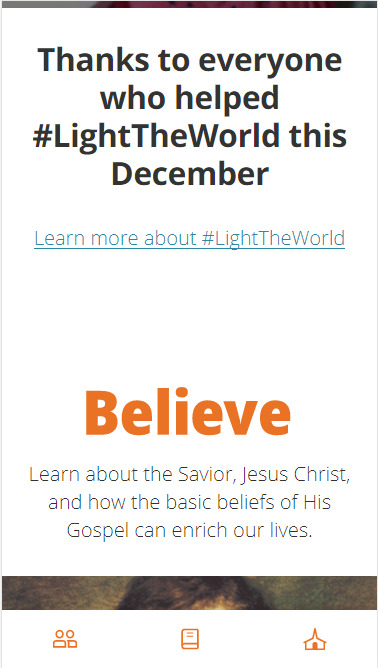 Thanks to everyone
who helped
#LightTheWorld this
December
Learn more about #LightTheWorld
Believe
Learn about the Savior, Jesus Christ,
and how the basic beliefs of His
Gospel can enrich our lives.